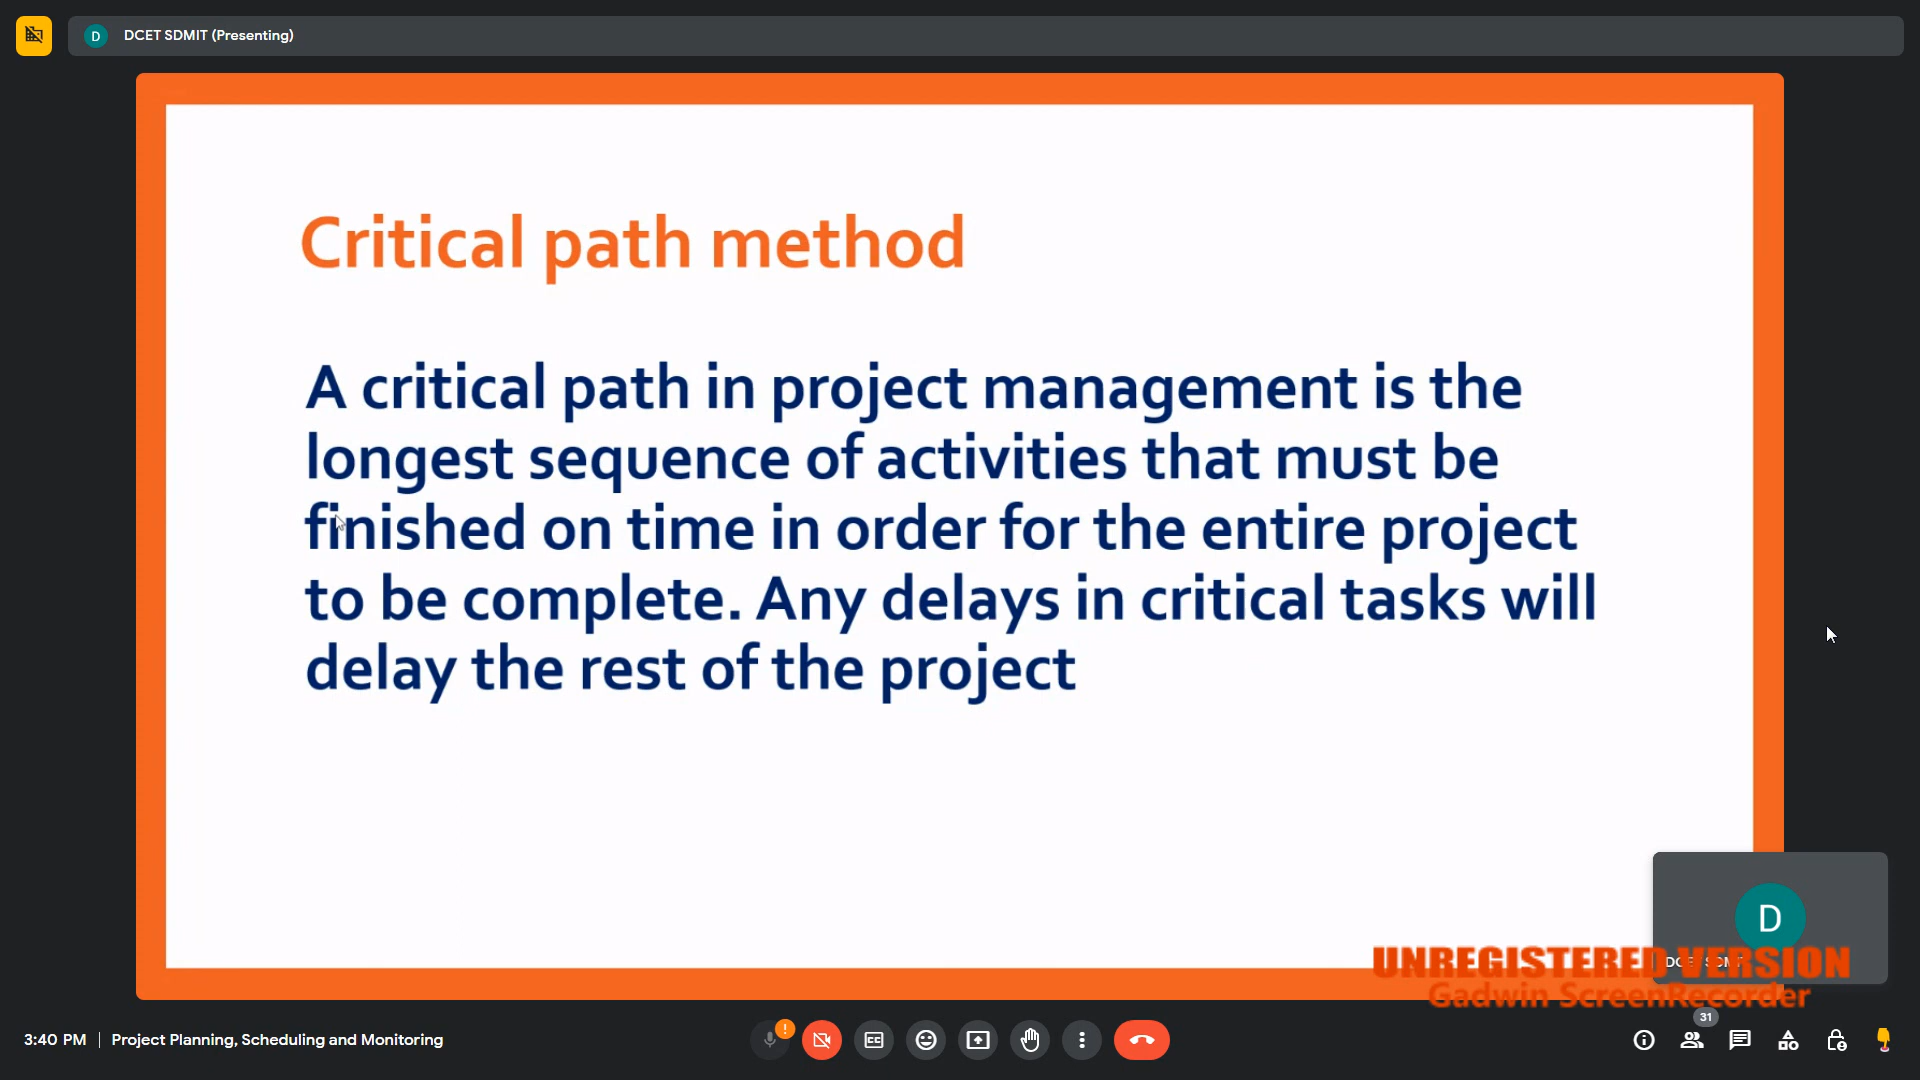 D
DCET SDMIT (Presenting)
Critical path method
A critical path in project management is the
longest sequence of activities that must be
finished on time in order for the entire project
to be complete. Any delays in critical tasks will
delay the rest of the project
D
UNREGISTERED VERSION
Gadwin ScreenRecorder
3:40 PM
Project Planning, Scheduling and Monitoring
!
CC
31